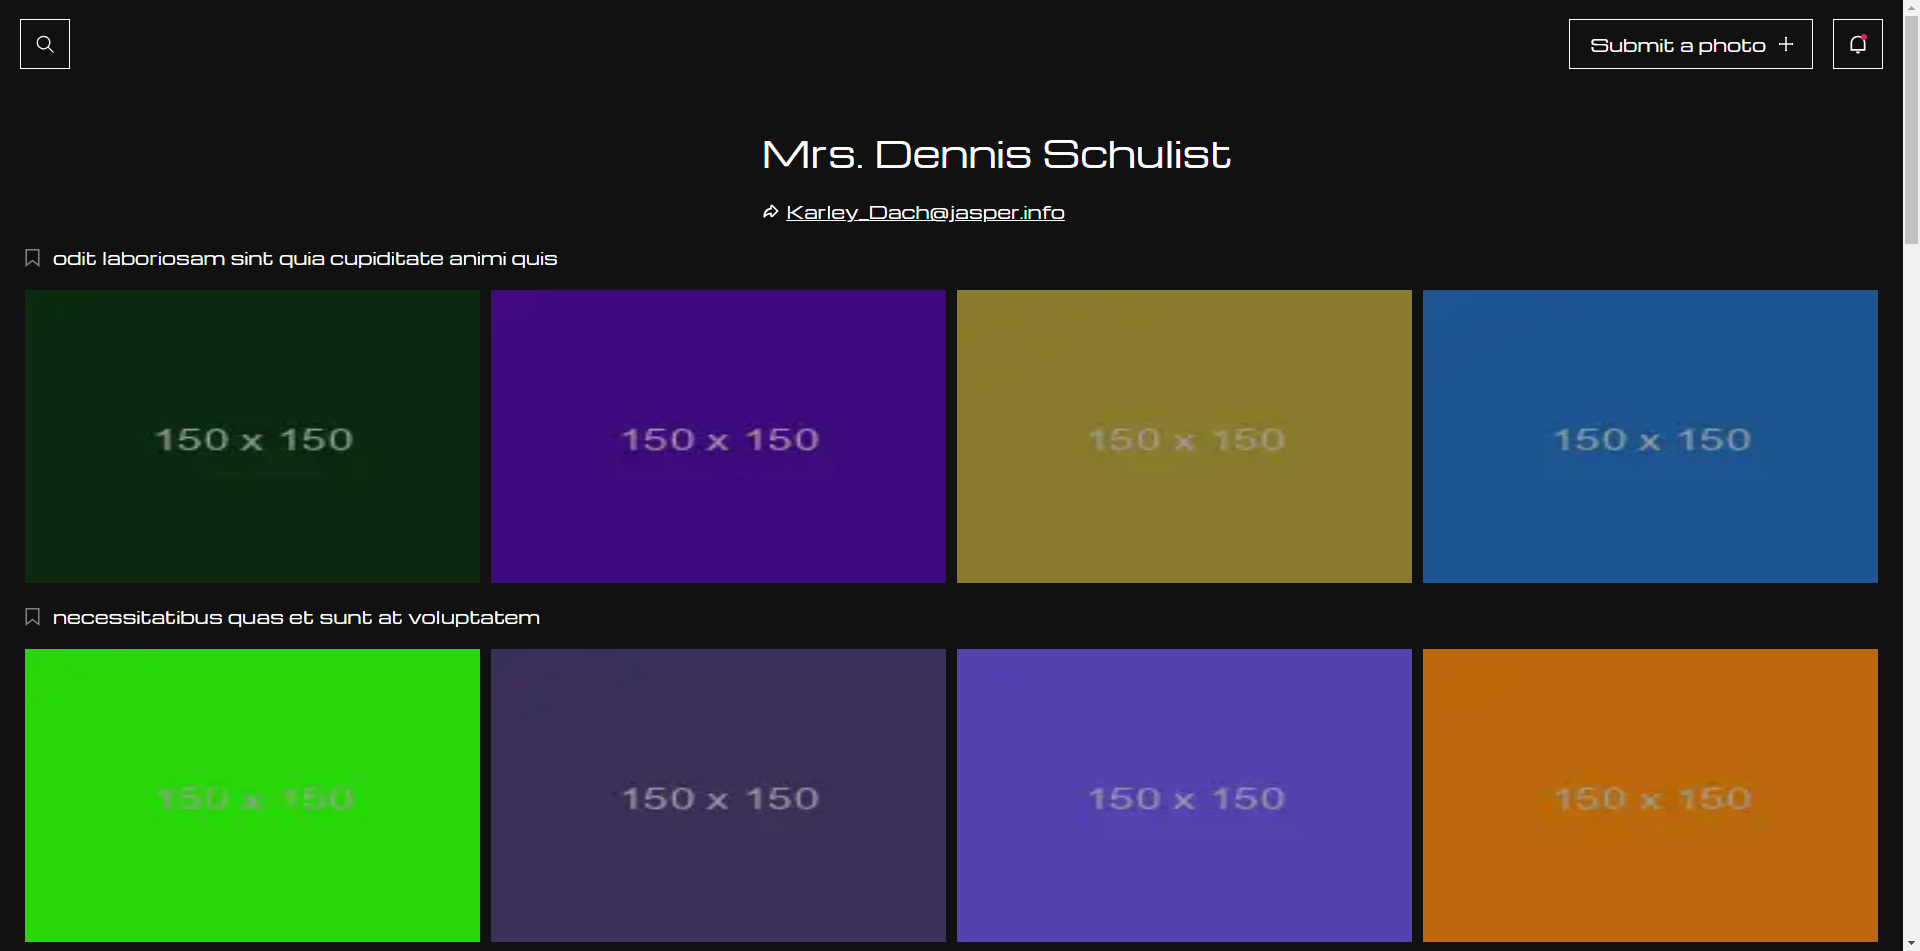 Submit a photo
Mrs. Dennis Schulist
Karley_Dach@jasper.info
odit laboriosam sint quia cupiditate animi quis
150 x 150
150 x 150
150 x 150
150 x 150
necessitatibus quas et sunt at voluptatem
150 x 150
150 x 150
150 x 150
150 x 150